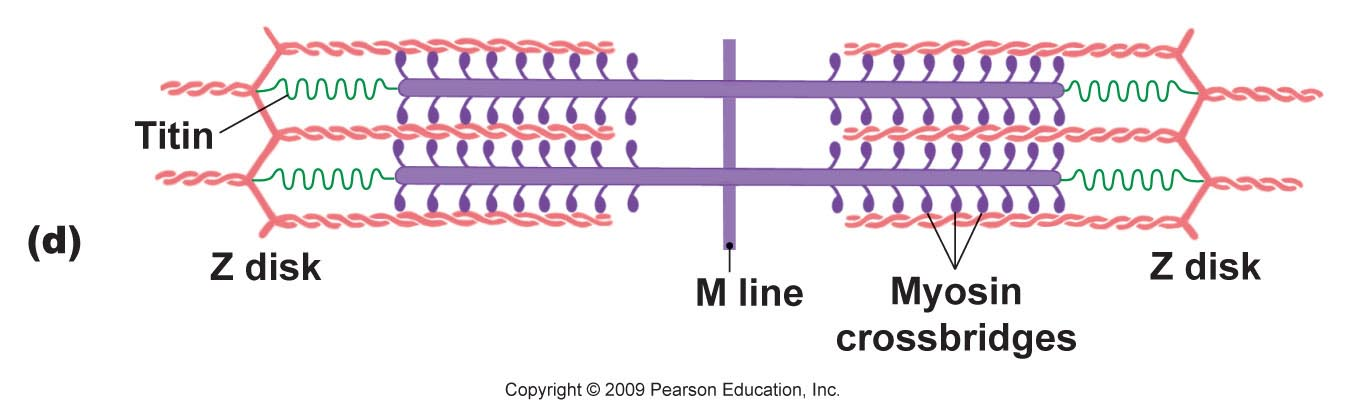 Titin
(d)
Z disk
Z disk
M line
Myosin
crossbridges
Copyright © 2009 Pearson Education, Inc.